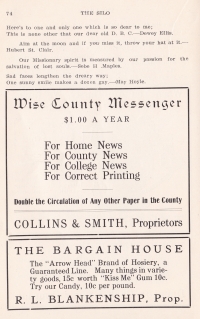 74 THE SILO
Here's to one and only one which is so dear to me;
This is none other that our dear old D. S. C.—Dewey Ellis.
Aim at the moon and if you miss it, throw your hat at it.—
Hubert St. Clair.
Our Missionary spirit is measured by our passion for the
salvation of lost souls.—Bebe H. Maples.
Sad faces lengthen the dreary way;
One sunny smile makes a dozen gay.—Hoy Hoyle.
Wise County Messenger
$1.00 A YEAR
For Home News
For County News
For College News
For Correct Printing
Double the Circulation of Any Other Paper in the County
COLLINS & SMITH, Proprietors
THE BARGAIN HOUSE
The "Arrow Head" Brand of Hosiery, a
Guaranteed Line. Many things in varie-
ty goods, 15c worth "Kiss Me" Gum 10c.
Try our Candy, 10c per pound.
R. L. BLANKENSHIP, Prop.